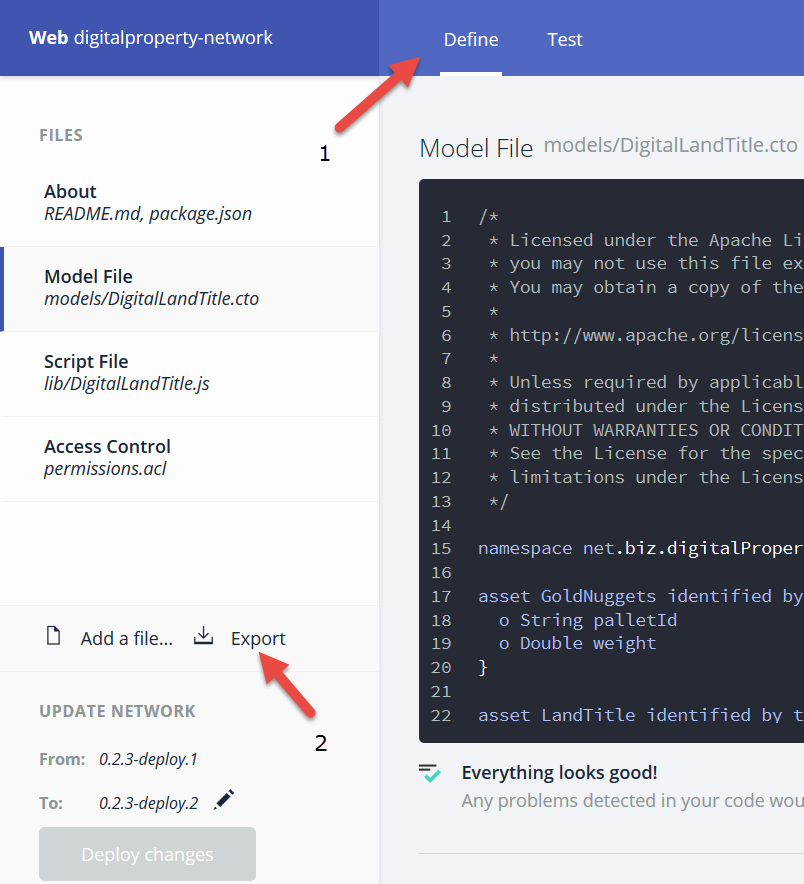 Web digitalproperty-network
Define
Test
1
FILES
About
README.md, package.json
Model File
models/DigitalLandTitle.cto
Script File
lib/DigitalLandTitle.js
Access Control
permissions.acl
Add a file...
Export
2
UPDATE NETWORK
From: 0.2.3-deploy.1
To: 0.2.3-deploy.2
Deploy changes
Model File models/DigitalLandTitle.cto
1 /*
2 * Licensed under the Apache Li
3 * you may not use this file ex
4 * You may obtain a copy of the
5 *
6 * http://www.apache.org/licens
7 *
8 * Unless required by applicabl
9 * distributed under the Licens
10 * WITHOUT WARRANTIES OR CONDIT
11 * See the License for the spec
12 * limitations under the Licens
13 */
14
15 namespace net.biz.digitalProper
16
17 asset GoldNuggets identified by
18 o String palletId
19 o Double weight
20 }
21
22 asset LandTitle identified by t
Everything looks good!
Any problems detected in your code wou